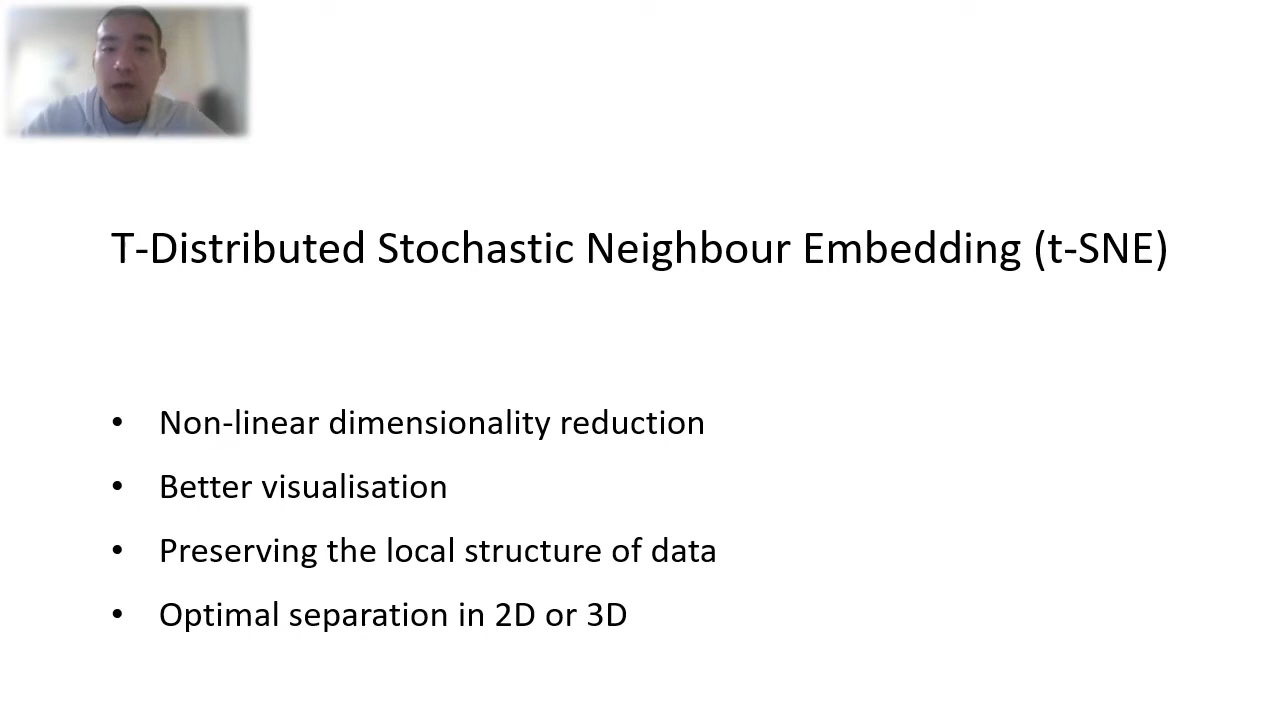 T-Distributed Stochastic Neighbour Embedding (t-SNE)
• Non-linear dimensionality reduction
• Better visualisation
• Preserving the local structure of data
• Optimal separation in 2D or 3D